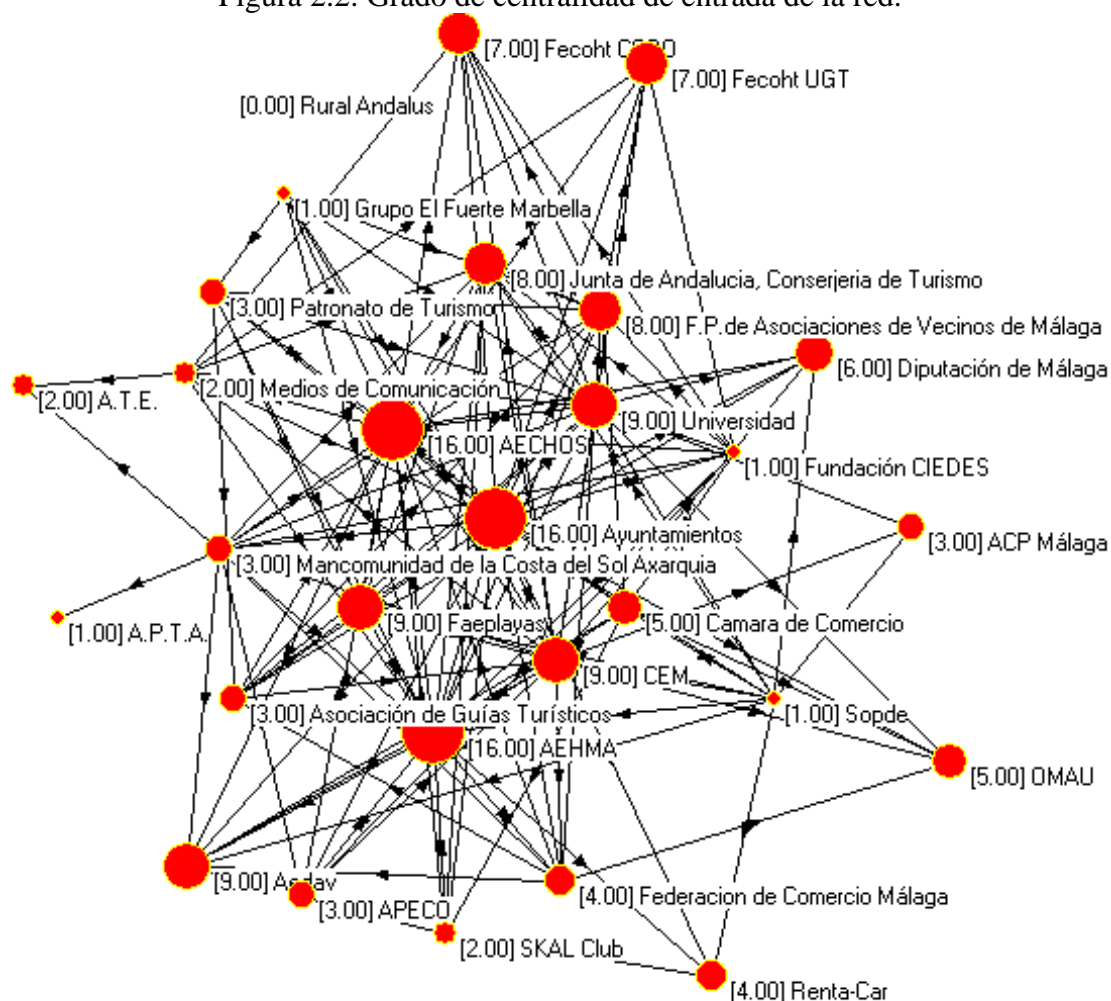 Figura 2.2. Grado de centralidad de entrada de la red.
[7.00] Fecoht
[7.00] Fecoht UGT
[0.00] Rural Andalus
[1.00] Grupo El Fuerte Marbella
[8.00] Junta de Andalucia, Conserjeria de Turismo
[3.00] Patronato de Turismo
[8.00] F.P.de Asociaciones de Vecinos de Málaga
[6.00] Diputación de Málaga
[2.00] A.T.E.
[2.00] Medios de Comunicación
[9.00] Universidad
[16.00] AECHOS
[1.00] Fundación CIEDES
[16.00] Ayuntamientos
[3.00] ACP Málaga
[3.00] Mancomunidad de la Costa del Sol Axarquia
[1.00] A.P.T.A.
[9.00] Faeplayas
[5.00] Camara de Comercio
[9.00] CEM
[3.00] Asociación de Guías Turísticos
[1.00] Sopde
[16.00] AEHMA
[5.00] OMAU
[9.00] Aedav
[4.00] Federacion de Comercio Málaga
[3.00] APECO
[2.00] SKAL Club
[4.00] Renta-Car